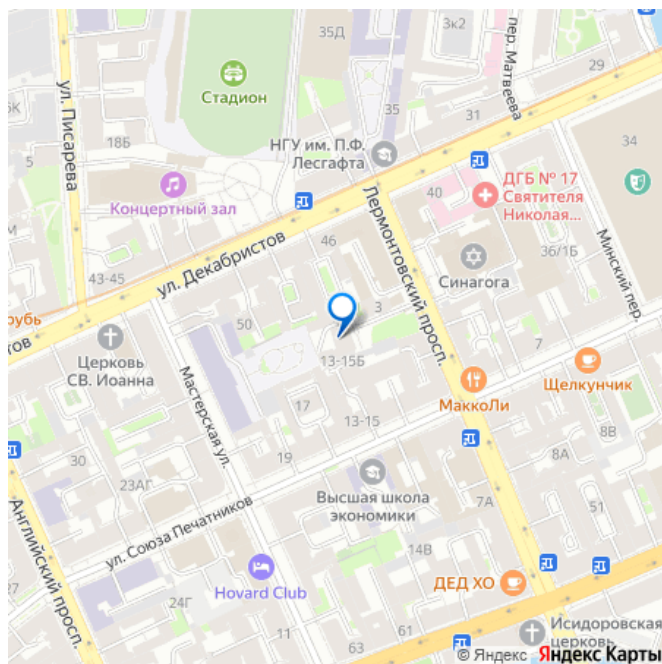 35Д
3к2
пер. Матвеева
29
ул. Писарева
Стадион
5
18Б
35
31
34
НГУ им. П.Ф.
Лесгафта
ДГБ № 17
Святителя
Николая...
40
Концертный зал
Лермонтовский просп.
46
36/1Б
Минский пер.
ул. Декабристов
43-45
Синагога
3
рубь
50
тов
Церковь
СВ. Иоанна
13-15Б
7
Щелкунчик
МаккоЛи
Мастерская ул.
17
13-15
8В
30
19
8А
23АГ
Высшая школа
экономики
7А
51
ул. Союза Печатников
Английский просп.
14В
27
ДЕД ХО
Hovard Club
24Г
Исидоровская
церковь
11
63
61
© Яндекс Яндекс Карты